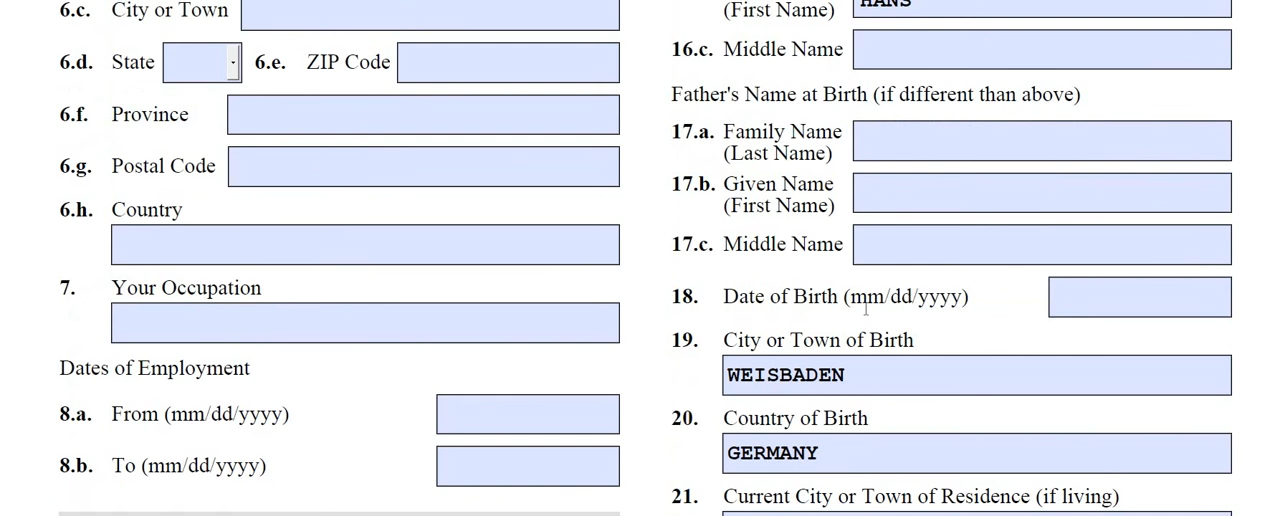 6.c. City or Town
6.d. State
6.e. ZIP Code
6.f. Province
6.g. Postal Code
6.h. Country
7. Your Occupation
Dates of Employment
8.a. From (mm/dd/yyyy)
8.b. To (mm/dd/yyyy)
(First Name) HANS
16.c. Middle Name
Father's Name at Birth (if different than above)
17.a. Family Name
(Last Name)
17.b. Given Name
(First Name)
17.c. Middle Name
18. Date of Birth (mm/dd/yyyy)
19. City or Town of Birth
WEISBADEN
20. Country of Birth
GERMANY
21. Current City or Town of Residence (if living)